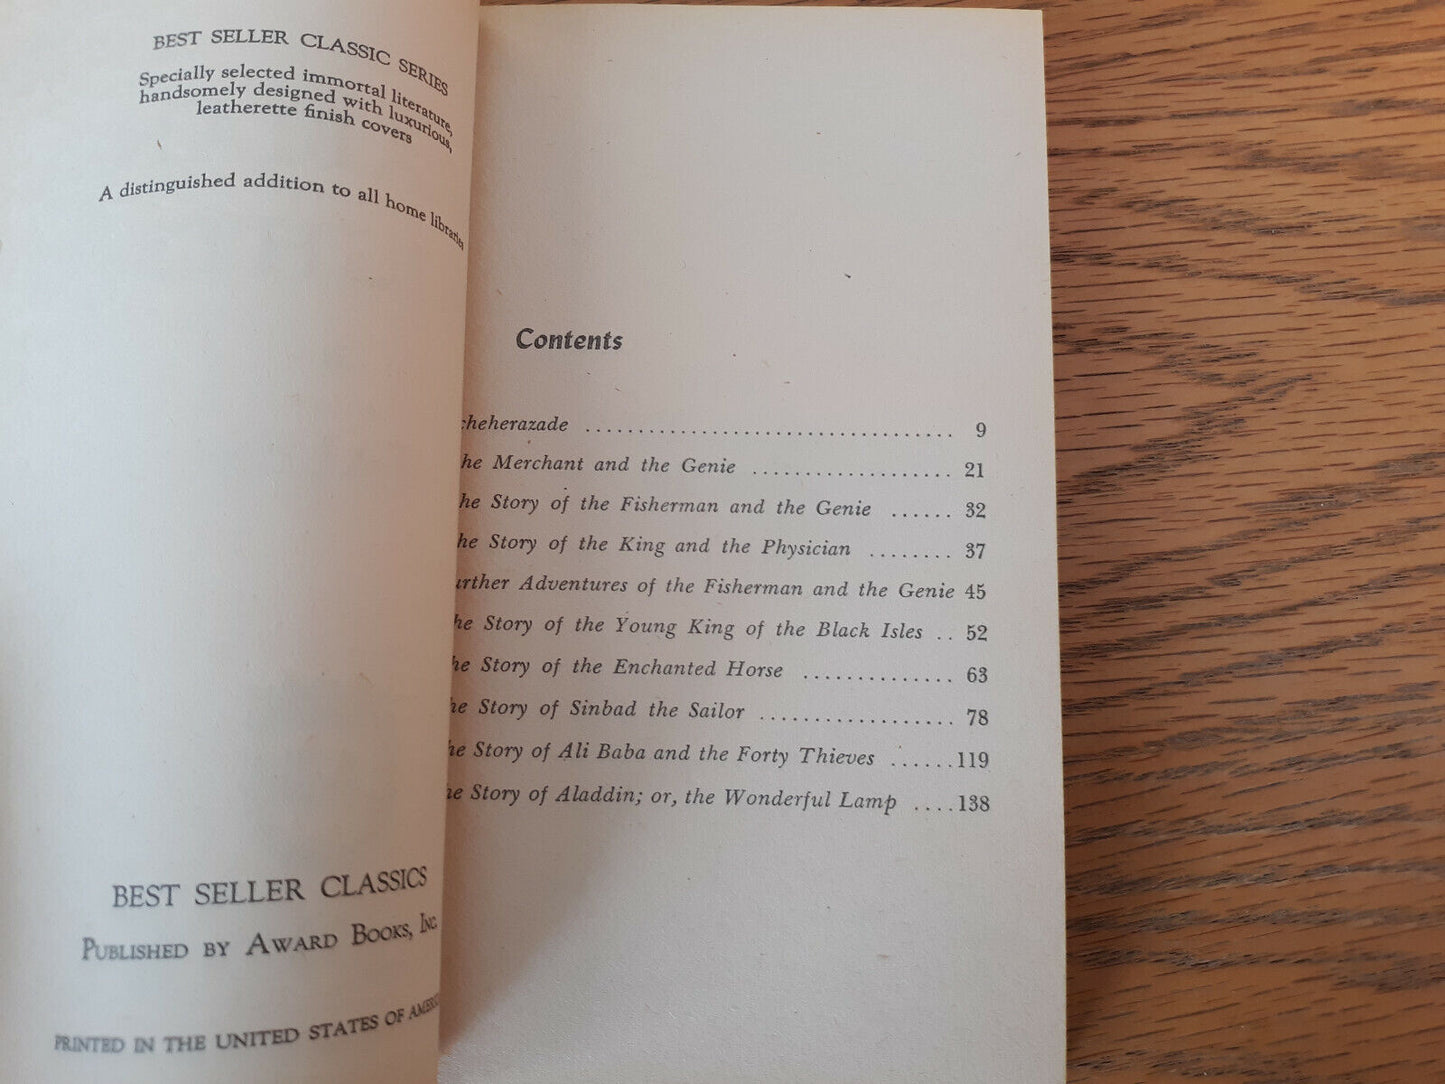 BEST SELLER CLASSIC SERIES
Specially selected immortal literature,
handsomely designed with luxurious,
leatherette finish covers
A distinguished addition to all home libraries
BEST SELLER CLASSICS
PUBLISHED BY AWARD BOOKS, INC
PRINTED IN THE UNITED STATES OF AMERIC
Contents
cheherazade .................................. 9
he Merchant and the Genie ................... 21
he Story of the Fisherman and the Genie ...... 32
he Story of the King and the Physician ........ 37
urther Adventures of the Fisherman and the Genie 45
he Story of the Young King of the Black Isles .. 52
he Story of the Enchanted Horse .............. 63
he Story of Sinbad the Sailor .................. 78
he Story of Ali Baba and the Forty Thieves ......119
he Story of Aladdin; or, the Wonderful Lamp ....138